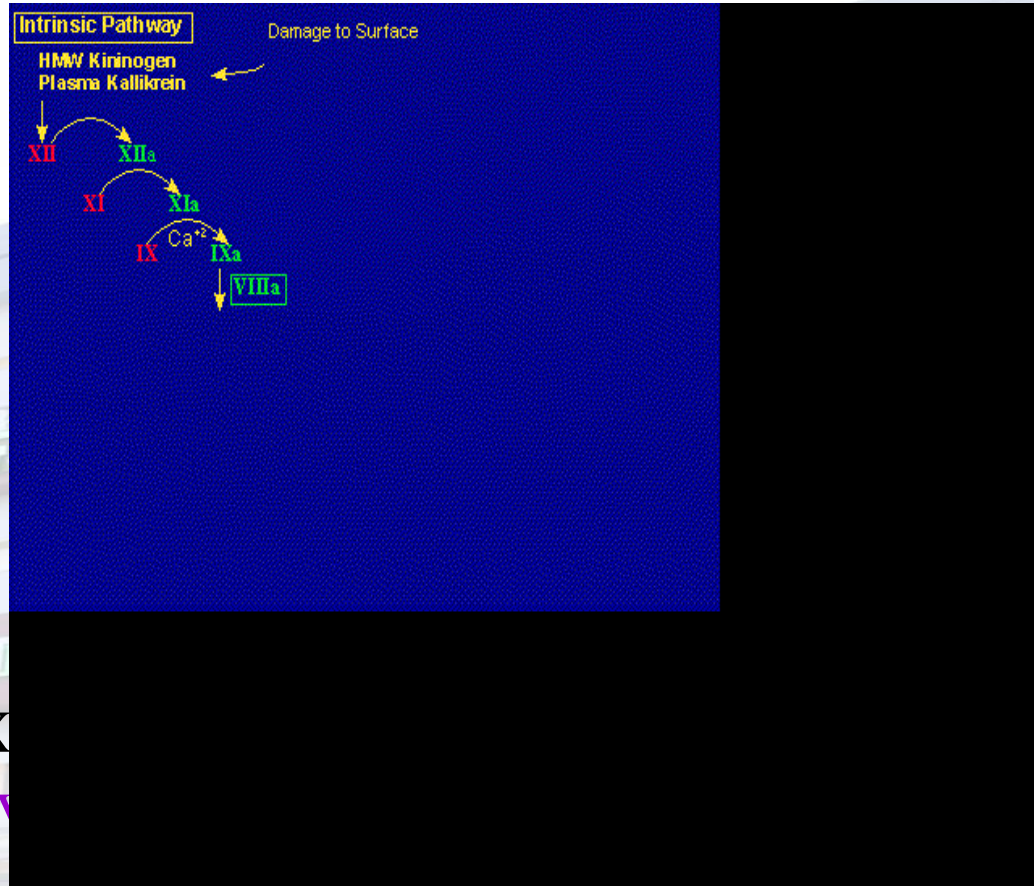 Intrinsic Pathway
Damage to Surface
HMW Kininogen
Plasma Kallikrein
XII XIIa
XI XIa
IX Ca+2 IXa
VIIIa